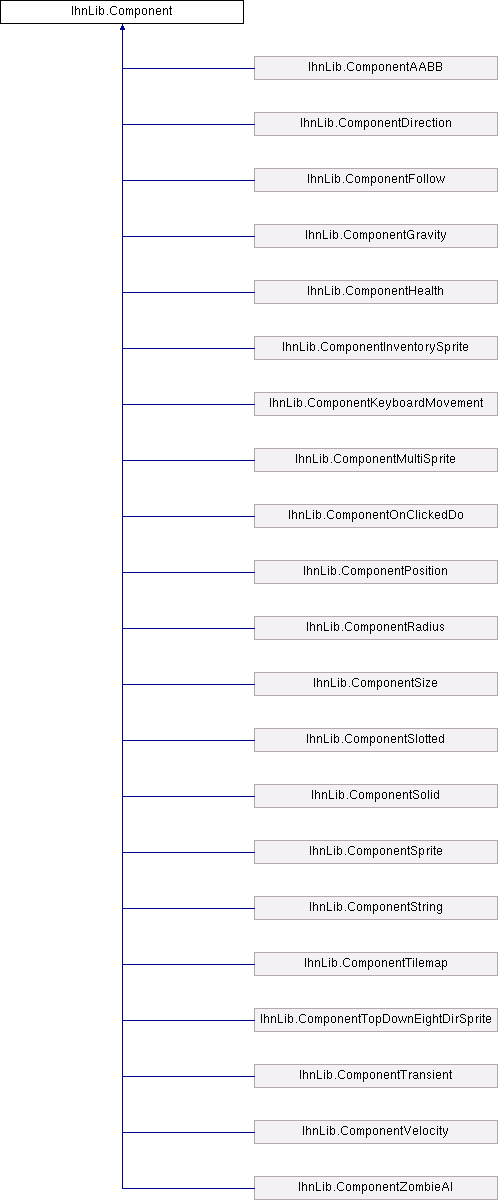 IhnLib.Component
IhnLib.ComponentAABB
IhnLib.ComponentDirection
IhnLib.ComponentFollow
IhnLib.ComponentGravity
IhnLib.ComponentHealth
IhnLib.ComponentInventorySprite
IhnLib.ComponentKeyboardMovement
IhnLib.ComponentMultiSprite
IhnLib.ComponentOnClickedDo
IhnLib.ComponentPosition
IhnLib.ComponentRadius
IhnLib.ComponentSize
IhnLib.ComponentSlotted
IhnLib.ComponentSolid
IhnLib.ComponentSprite
IhnLib.ComponentString
IhnLib.ComponentTilemap
IhnLib.ComponentTopDownEightDirSprite
IhnLib.ComponentTransient
IhnLib.ComponentVelocity
IhnLib.ComponentZombieAI